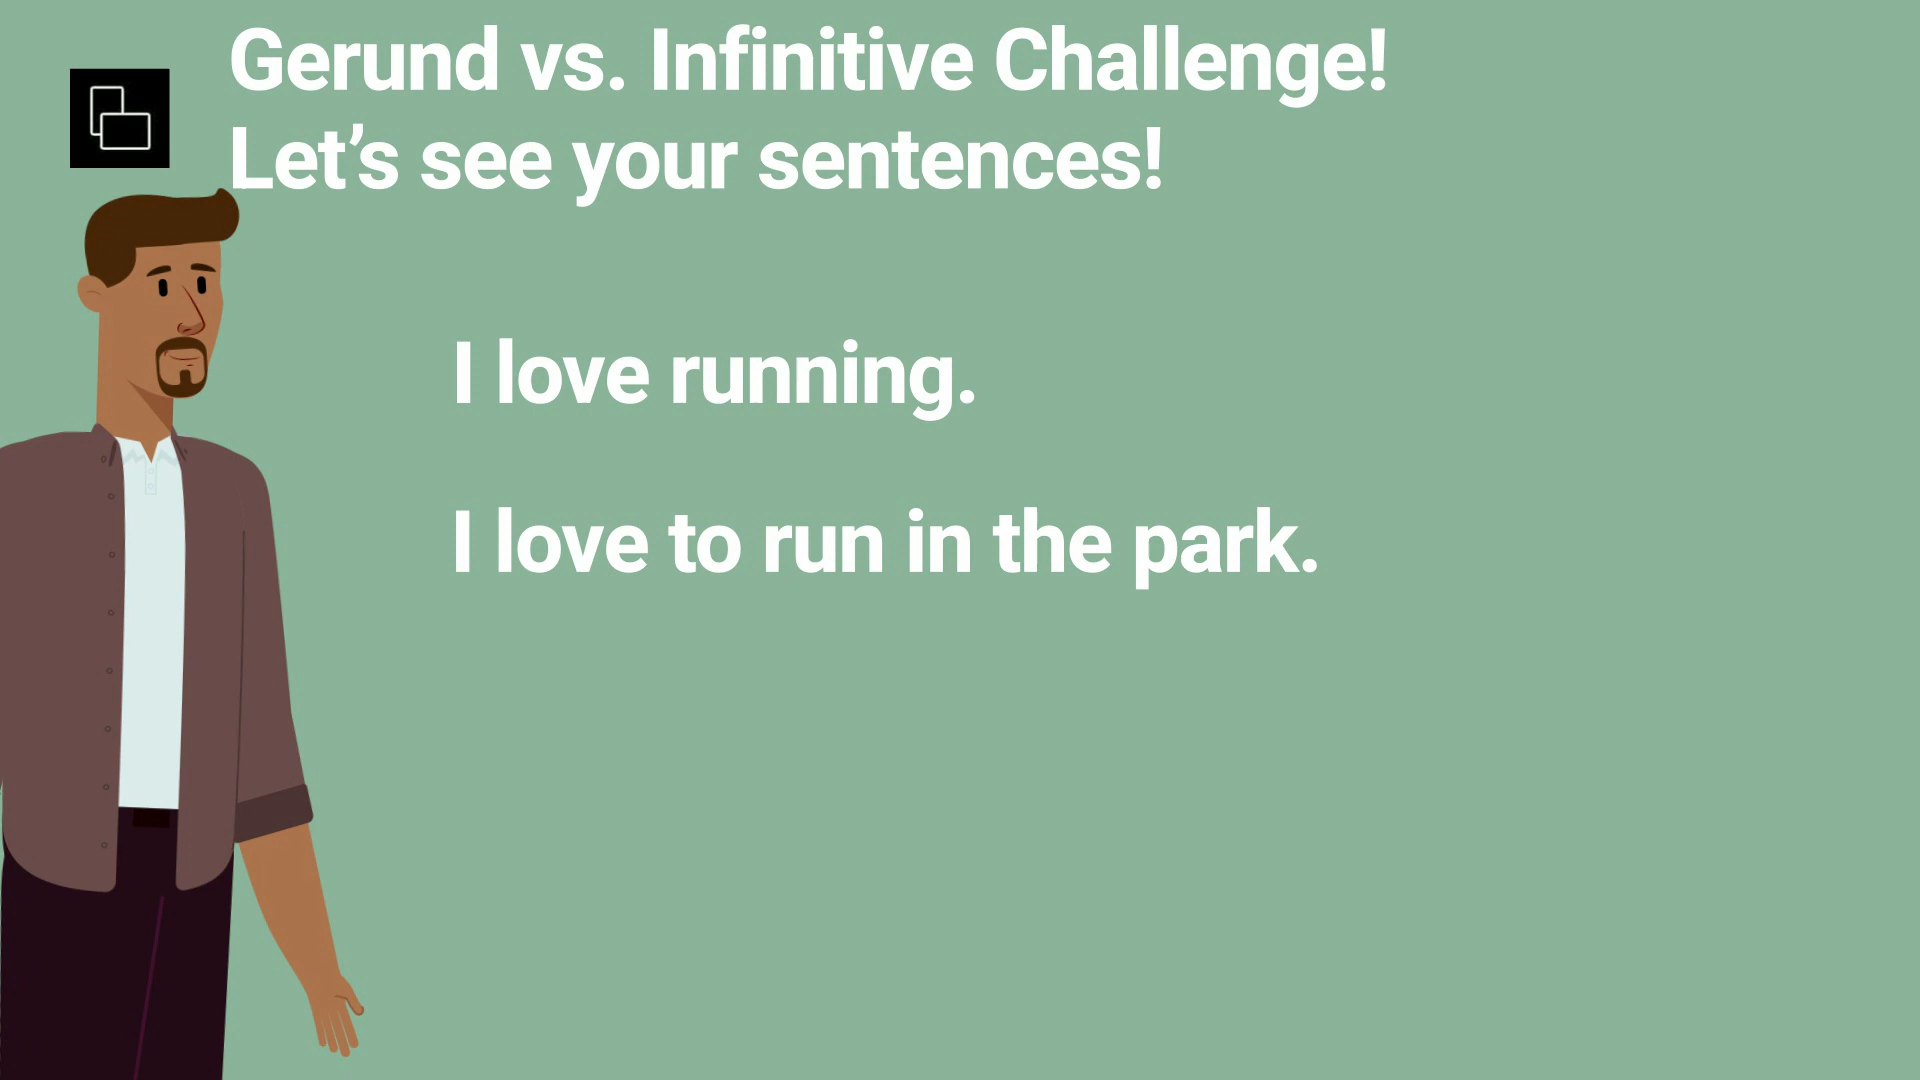 Gerund vs. Infinitive Challenge!
Let’s see your sentences!
I love running.
I love to run in the park.